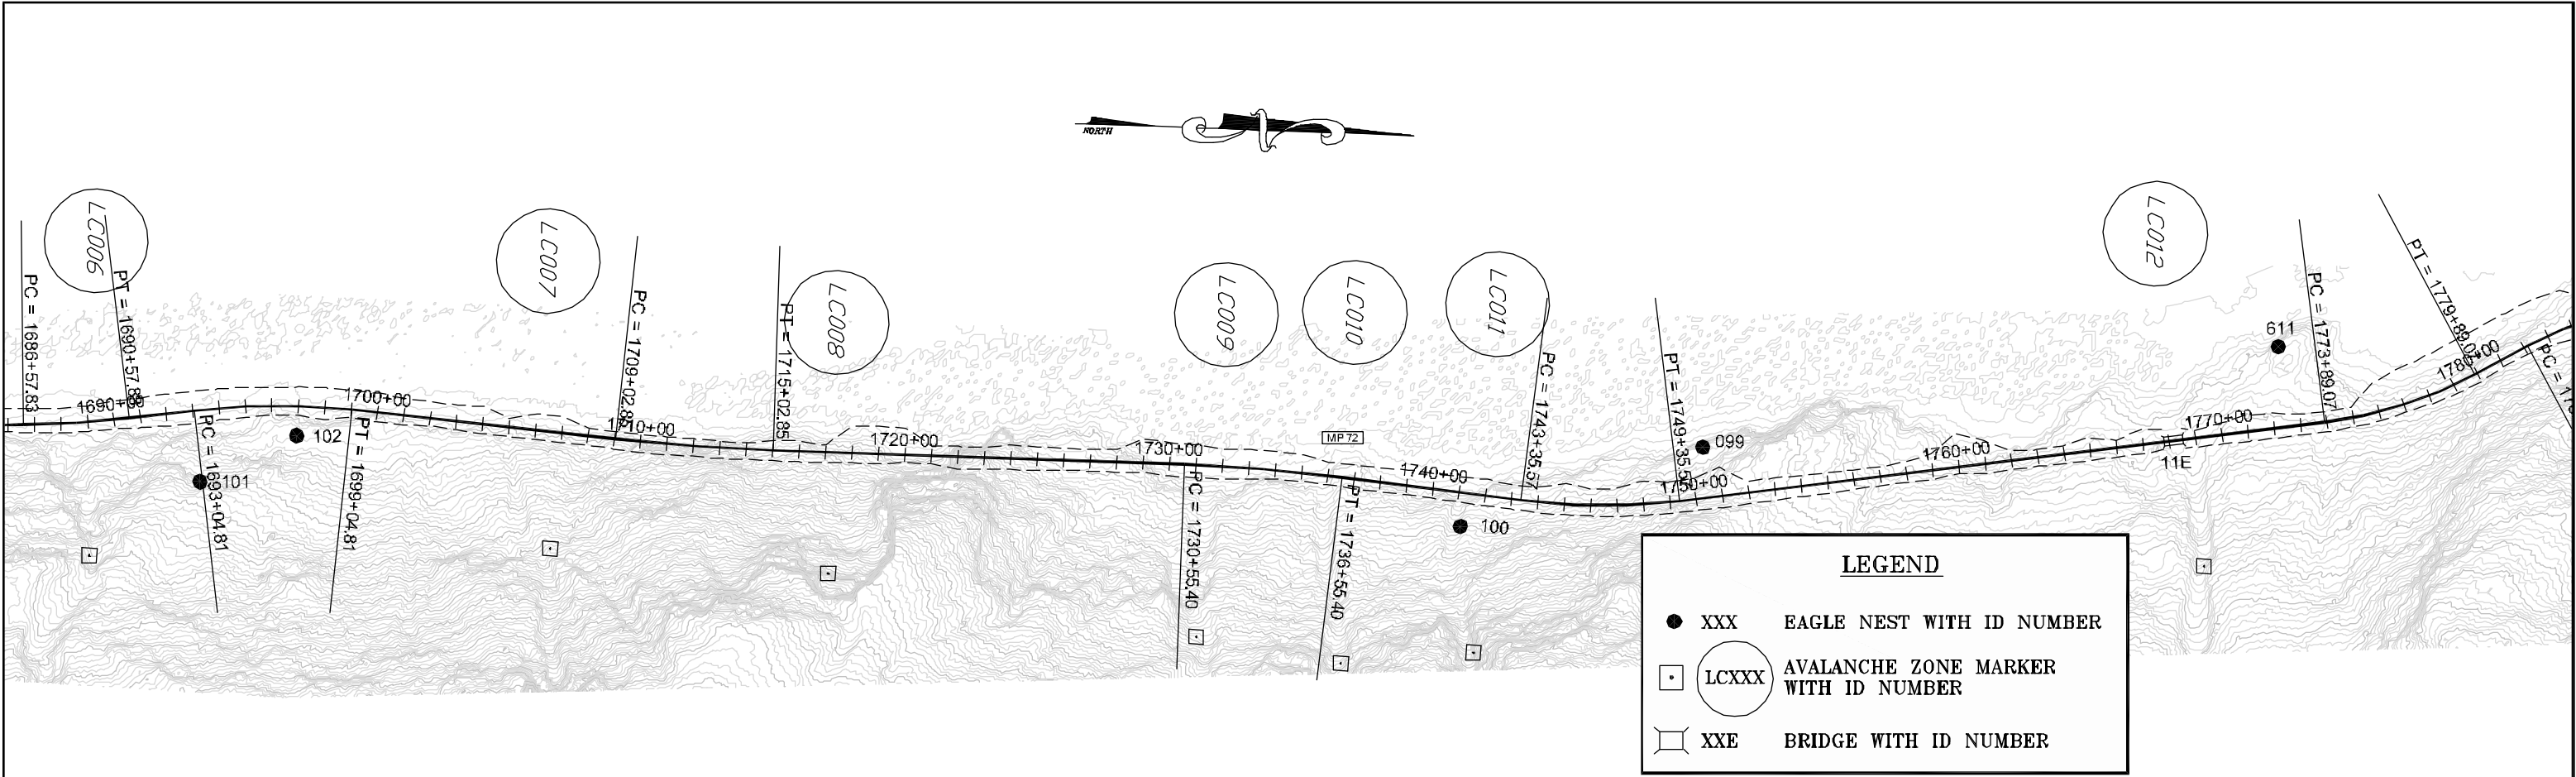 NORTH
LC006
LC007
LC008
LC009
LC010
LC011
LC012
PC = 1686+57.83
PT = 1690+57.83
PC = 1693+04.81
PT = 1699+04.81
PC = 1709+02.85
PT = 1715+02.85
PC = 1730+55.40
PT = 1736+55.40
PC = 1743+35.57
PT = 1749+35.57
PC = 1773+89.07
PT = 1779+89.07
1690+00
1700+00
1710+00
1720+00
1730+00
1740+00
1750+00
1760+00
1770+00
1780+00
102
101
MP 72
100
099
611
11E
LEGEND
XXX EAGLE NEST WITH ID NUMBER
LCXXX AVALANCHE ZONE MARKER
WITH ID NUMBER
XXE BRIDGE WITH ID NUMBER